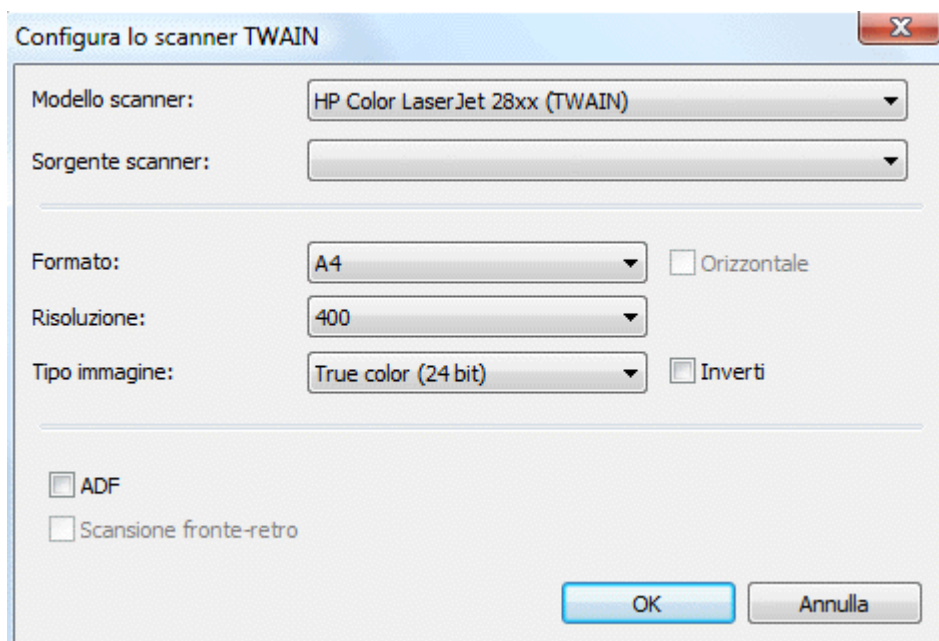 Configura lo scanner TWAIN
Modello scanner: HP Color LaserJet 28xx (TWAIN)
Sorgente scanner:
Formato: A4 Orizzontale
Risoluzione: 400
Tipo immagine: True color (24 bit) Inverti
ADF
Scansione fronte-retro
OK Annulla